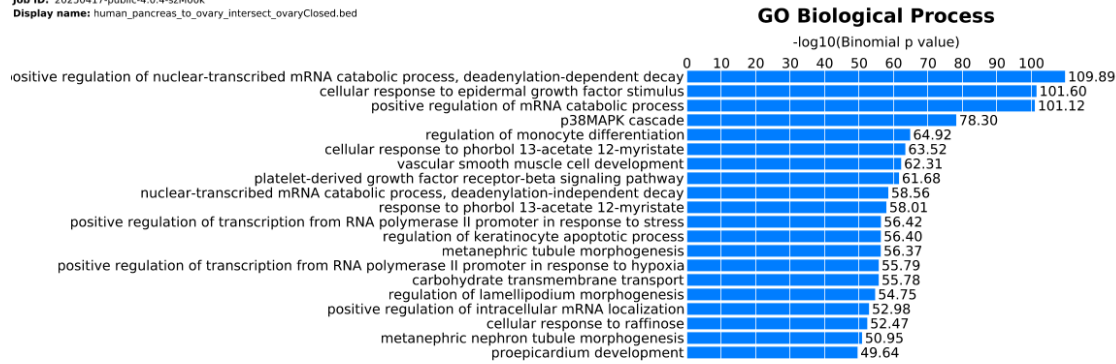 Display name: human_pancreas_to_ovary_intersect_ovaryClosed.bed
GO Biological Process
-log10(Binomial p value)
0 10 20 30 40 50 60 70 80 90 100
ositive regulation of nuclear-transcribed mRNA catabolic process, deadenylation-dependent decay 109.89
cellular response to epidermal growth factor stimulus 101.60
positive regulation of mRNA catabolic process 101.12
p38MAPK cascade 78.30
regulation of monocyte differentiation 64.92
cellular response to phorbol 13-acetate 12-myristate 63.52
vascular smooth muscle cell development 62.31
platelet-derived growth factor receptor-beta signaling pathway 61.68
nuclear-transcribed mRNA catabolic process, deadenylation-independent decay 58.56
response to phorbol 13-acetate 12-myristate 58.01
positive regulation of transcription from RNA polymerase II promoter in response to stress 56.42
regulation of keratinocyte apoptotic process 56.40
metanephric tubule morphogenesis 56.37
positive regulation of transcription from RNA polymerase II promoter in response to hypoxia 55.79
carbohydrate transmembrane transport 55.78
regulation of lamellipodium morphogenesis 54.75
positive regulation of intracellular mRNA localization 52.98
cellular response to raffinose 52.47
metanephric nephron tubule morphogenesis 50.95
proepicardium development 49.64